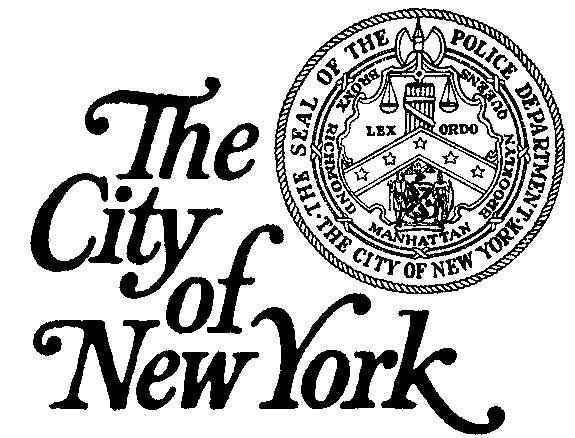 The
City
of
New York
THE SEAL OF THE POLICE DEPARTMENT · THE CITY OF NEW YORK ·
BRONX
QUEENS
RICHMOND
BROOKLYN
MANHATTAN
LEX ORDO